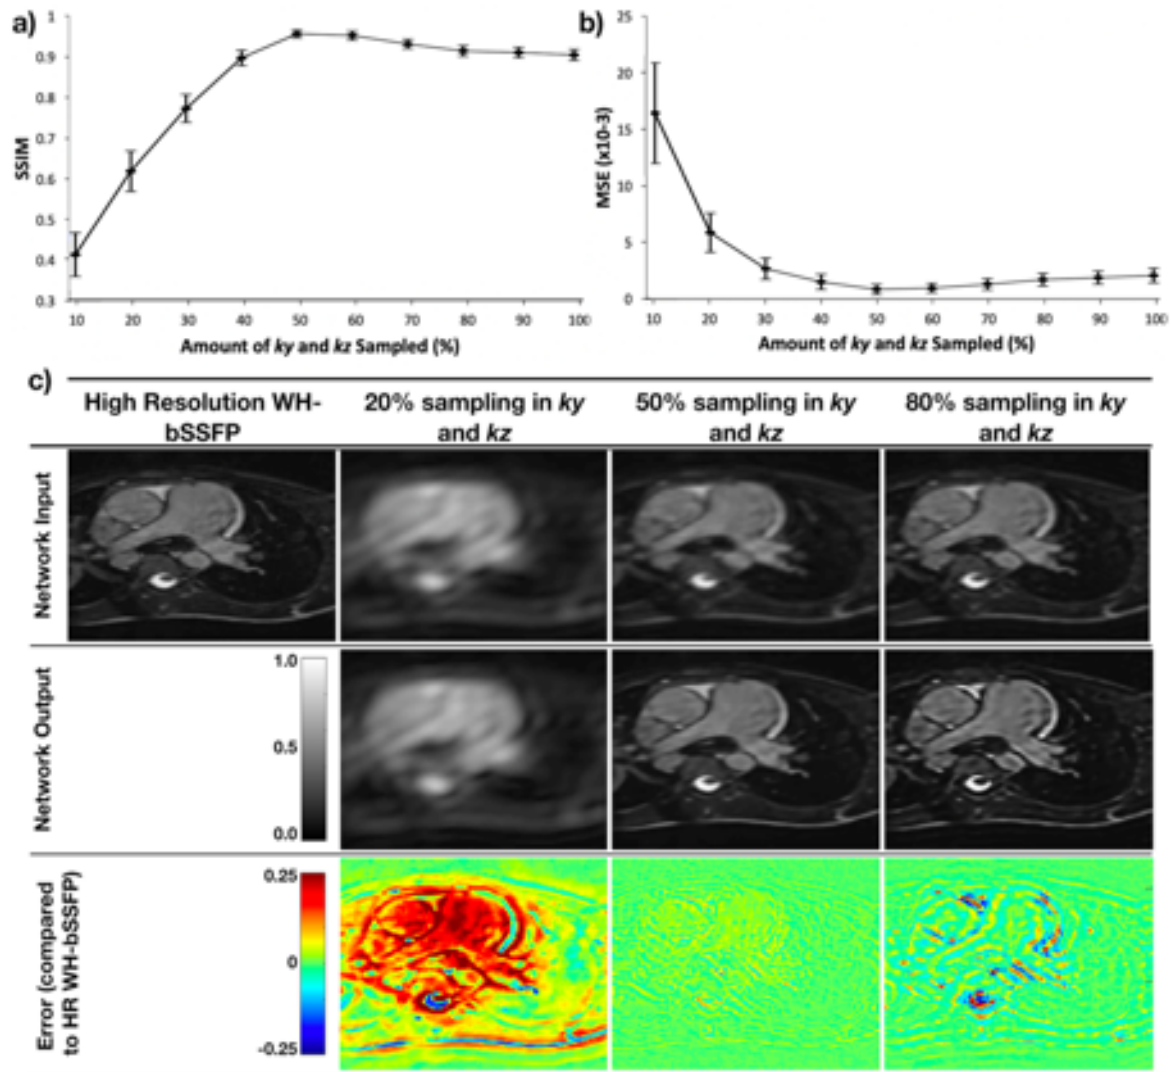 a)
1
0.9
0.8
0.7
0.6
0.5
0.4
0.3
SSIM
10 20 30 40 50 60 70 80 90 100
Amount of ky and kz Sampled (%)
b)
25
20
15
10
5
0
MSE (x10-3)
10 20 30 40 50 60 70 80 90 100
Amount of ky and kz Sampled (%)
c)
High Resolution WH-
bSSFP
20% sampling in ky
and kz
50% sampling in ky
and kz
80% sampling in ky
and kz
Network Input
Network Output
1.0
0.5
0.0
Error (compared
to HR WH-bSSFP)
0.25
0
-0.25